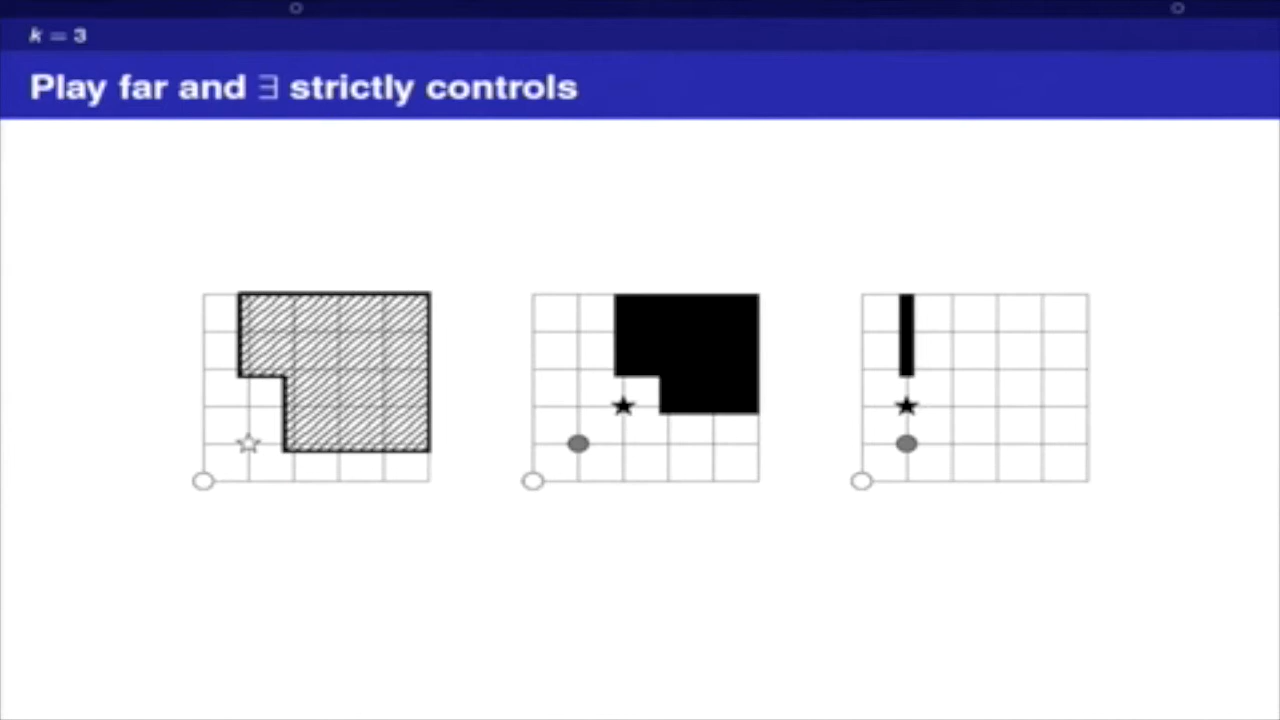 k = 3
Play far and ∃ strictly controls